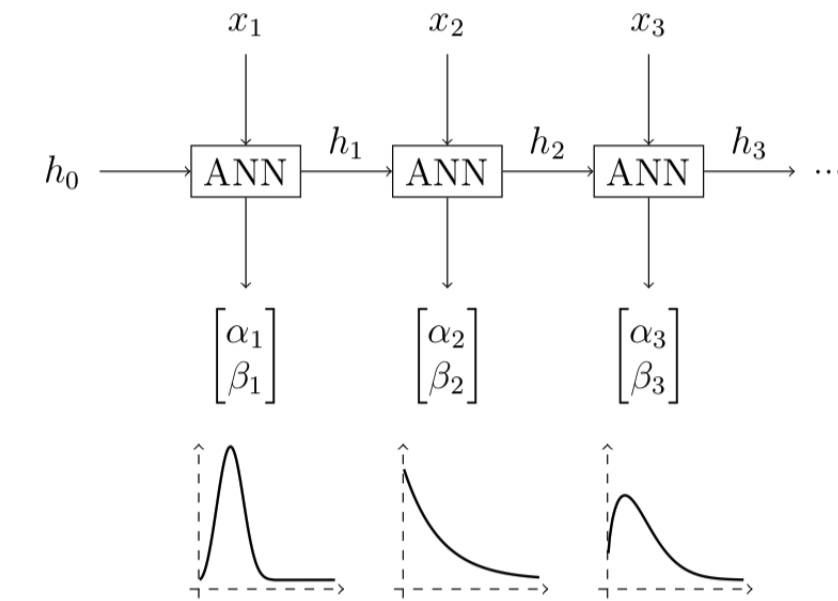 x₁ x₂ x₃
h₀ ANN h₁ ANN h₂ ANN h₃ ...
α₁ α₂ α₃
β₁ β₂ β₃